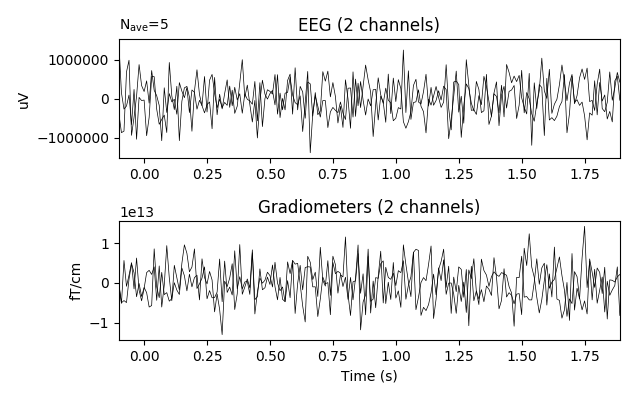 N_ave=5
EEG (2 channels)
uV
1000000
0
−1000000
0.00 0.25 0.50 0.75 1.00 1.25 1.50 1.75
1e13
Gradiometers (2 channels)
fT/cm
1
0
−1
0.00 0.25 0.50 0.75 1.00 1.25 1.50 1.75
Time (s)